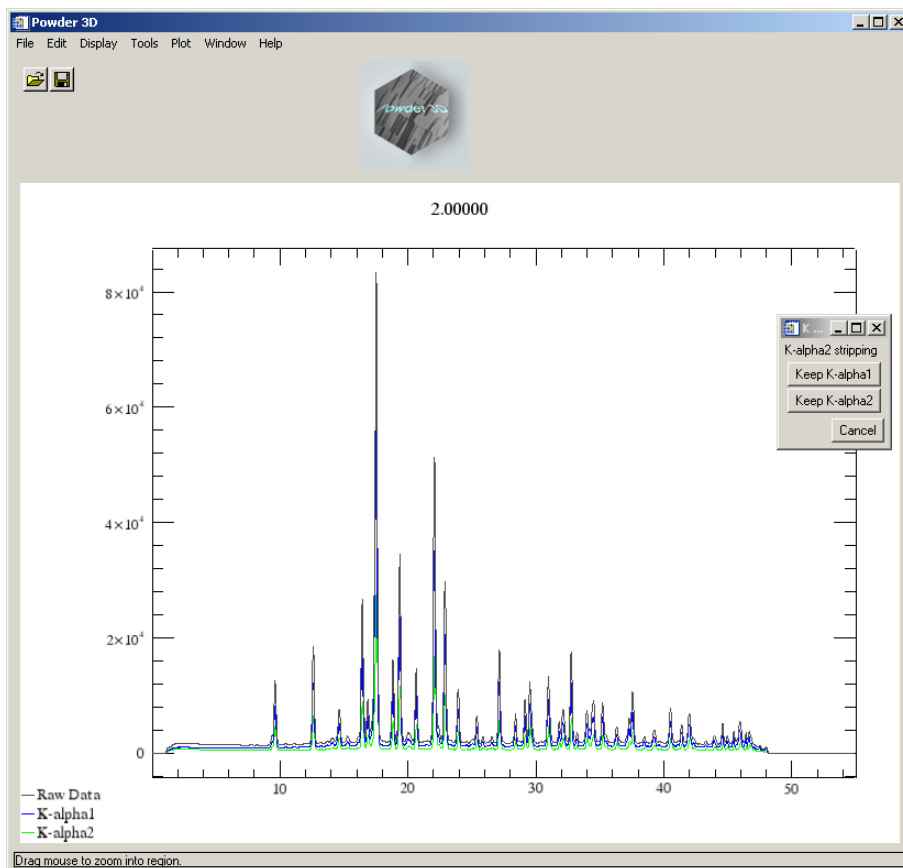 Powder 3D
File Edit Display Tools Plot Window Help
Powder 3D
2.00000
8×10⁴
6×10⁴
4×10⁴
2×10⁴
0
10 20 30 40 50
K ...
K-alpha2 stripping
Keep K-alpha1
Keep K-alpha2
Cancel
Raw Data
K-alpha1
K-alpha2
Drag mouse to zoom into region.